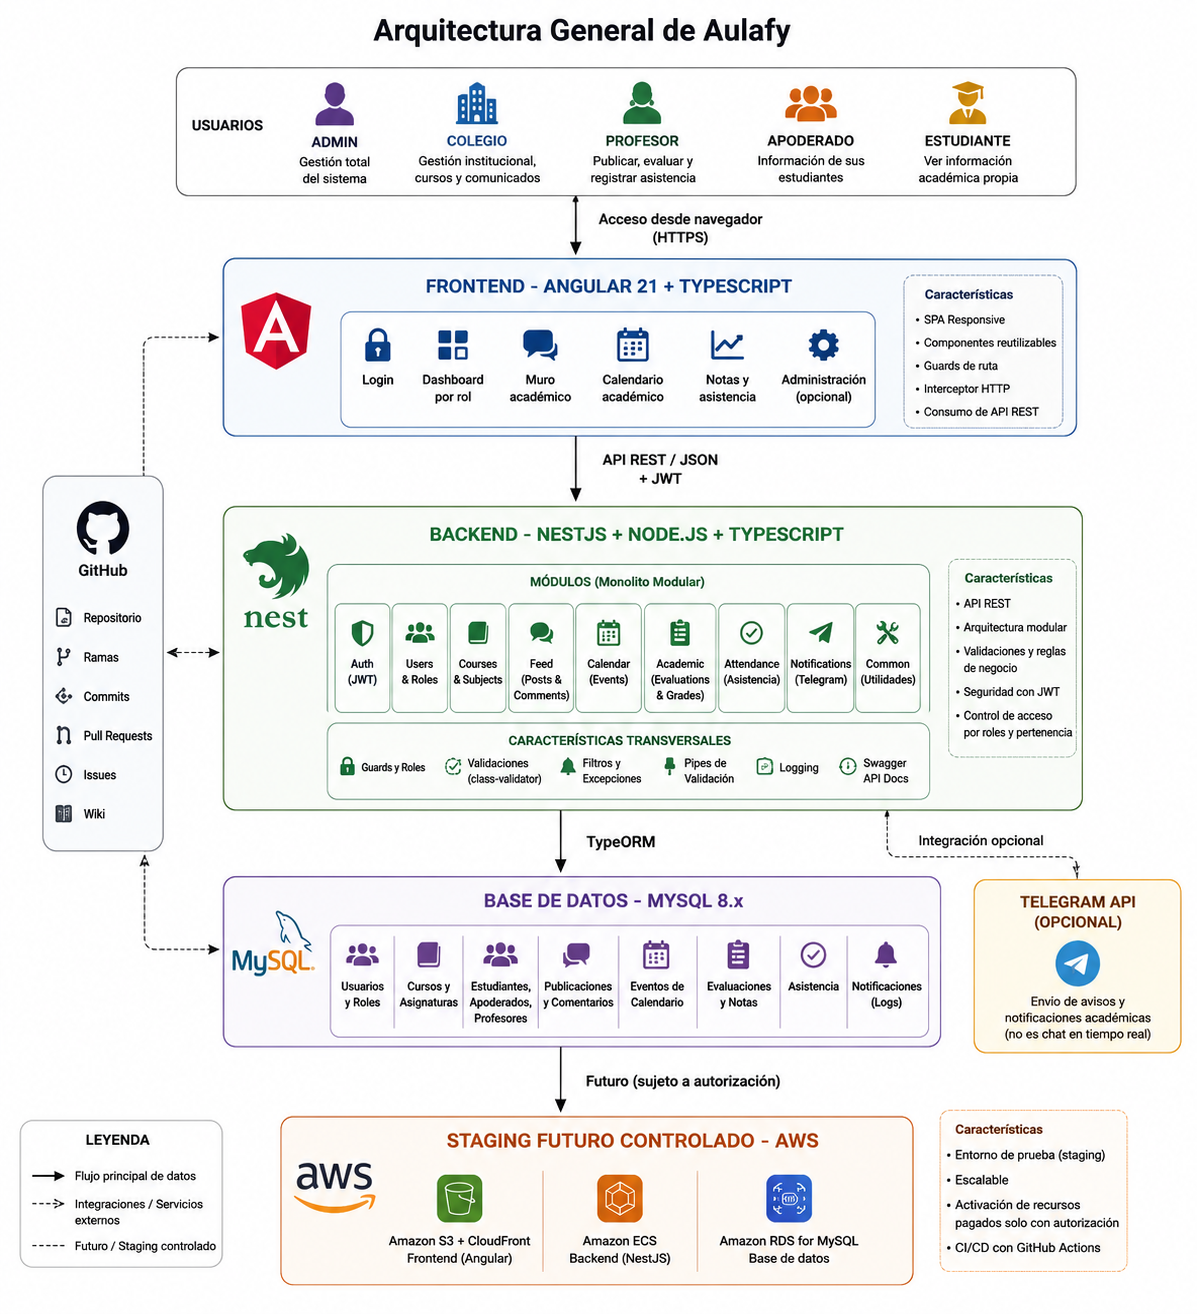 Arquitectura General de Aulafy
USUARIOS
ADMIN
Gestión total
del sistema
COLEGIO
Gestión institucional,
cursos y comunicados
PROFESOR
Publicar, evaluar y
registrar asistencia
APODERADO
Información de sus
estudiantes
ESTUDIANTE
Ver información
académica propia
Acceso desde navegador
(HTTPS)
FRONTEND - ANGULAR 21 + TYPESCRIPT
A
Login
Dashboard
por rol
Muro
académico
Calendario
académico
Notas y
asistencia
Administración
(opcional)
Características
• SPA Responsive
• Componentes reutilizables
• Guards de ruta
• Interceptor HTTP
• Consumo de API REST
API REST / JSON
+ JWT
GitHub
Repositorio
Ramas
Commits
Pull Requests
Issues
Wiki
BACKEND - NESTJS + NODE.JS + TYPESCRIPT
nest
MÓDULOS (Monolito Modular)
Auth
(JWT)
Users
& Roles
Courses
& Subjects
Feed
(Posts &
Comments)
Calendar
(Events)
Academic
(Evaluations
& Grades)
Attendance
(Asistencia)
Notifications
(Telegram)
Common
(Utilidades)
CARACTERÍSTICAS TRANSVERSALES
Guards y Roles
Validaciones
(class-validator)
Filtros y
Excepciones
Pipes de
Validación
Logging
Swagger
API Docs
Características
• API REST
• Arquitectura modular
• Validaciones y reglas
de negocio
• Seguridad con JWT
• Control de acceso
por roles y pertenencia
TypeORM
Integración opcional
BASE DE DATOS - MYSQL 8.x
MySQL
Usuarios
y Roles
Cursos y
Asignaturas
Estudiantes,
Apoderados,
Profesores
Publicaciones
y Comentarios
Eventos de
Calendario
Evaluaciones
y Notas
Asistencia
Notificaciones
(Logs)
TELEGRAM API
(OPCIONAL)
Envío de avisos y
notificaciones académicas
(no es chat en tiempo real)
Futuro (sujeto a autorización)
LEYENDA
Flujo principal de datos
Integraciones / Servicios
externos
Futuro / Staging controlado
STAGING FUTURO CONTROLADO - AWS
aws
Amazon S3 + CloudFront
Frontend (Angular)
Amazon ECS
Backend (NestJS)
Amazon RDS for MySQL
Base de datos
Características
• Entorno de prueba (staging)
• Escalable
• Activación de recursos
pagados solo con autorización
• CI/CD con GitHub Actions